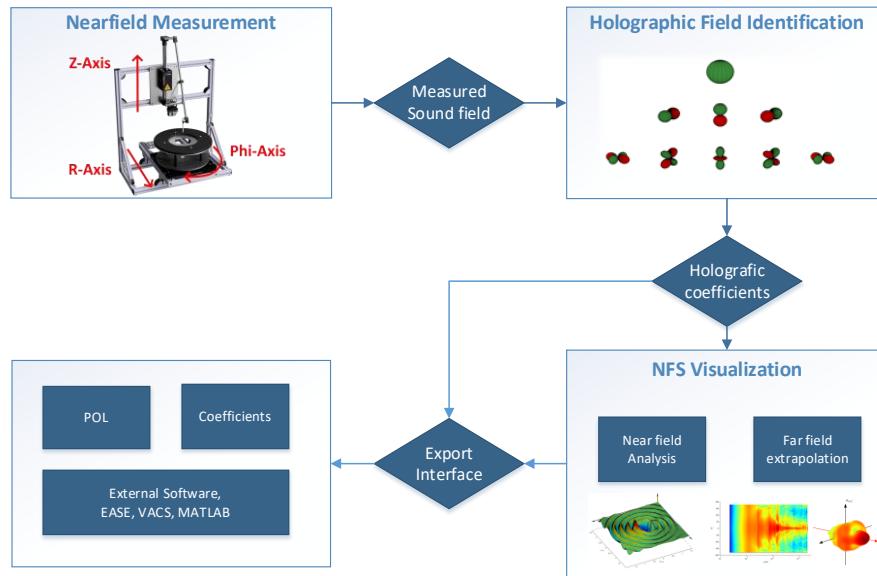 Nearfield Measurement
Z-Axis
Phi-Axis
R-Axis
Measured
Sound field
Holographic Field Identification
Holografic
coefficients
NFS Visualization
Near field
Analysis
Far field
extrapolation
Export
Interface
POL
Coefficients
External Software,
EASE, VACS, MATLAB